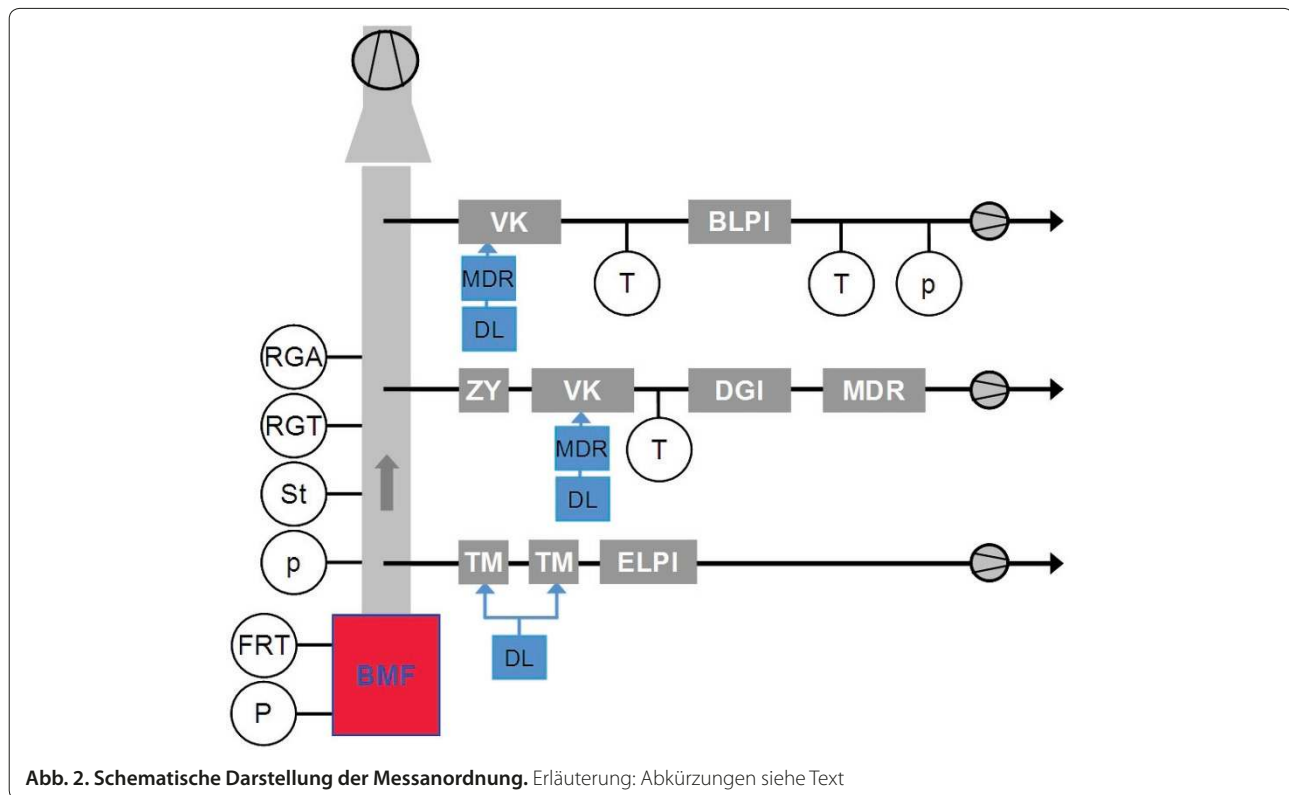 VK
BLPI
MDR
DL
T
T
p
RGA
ZY
VK
DGI
MDR
RGT
MDR
T
St
DL
p
TM
TM
ELPI
FRT
DL
BMF
P
Abb. 2. Schematische Darstellung der Messanordnung. Erläuterung: Abkürzungen siehe Text